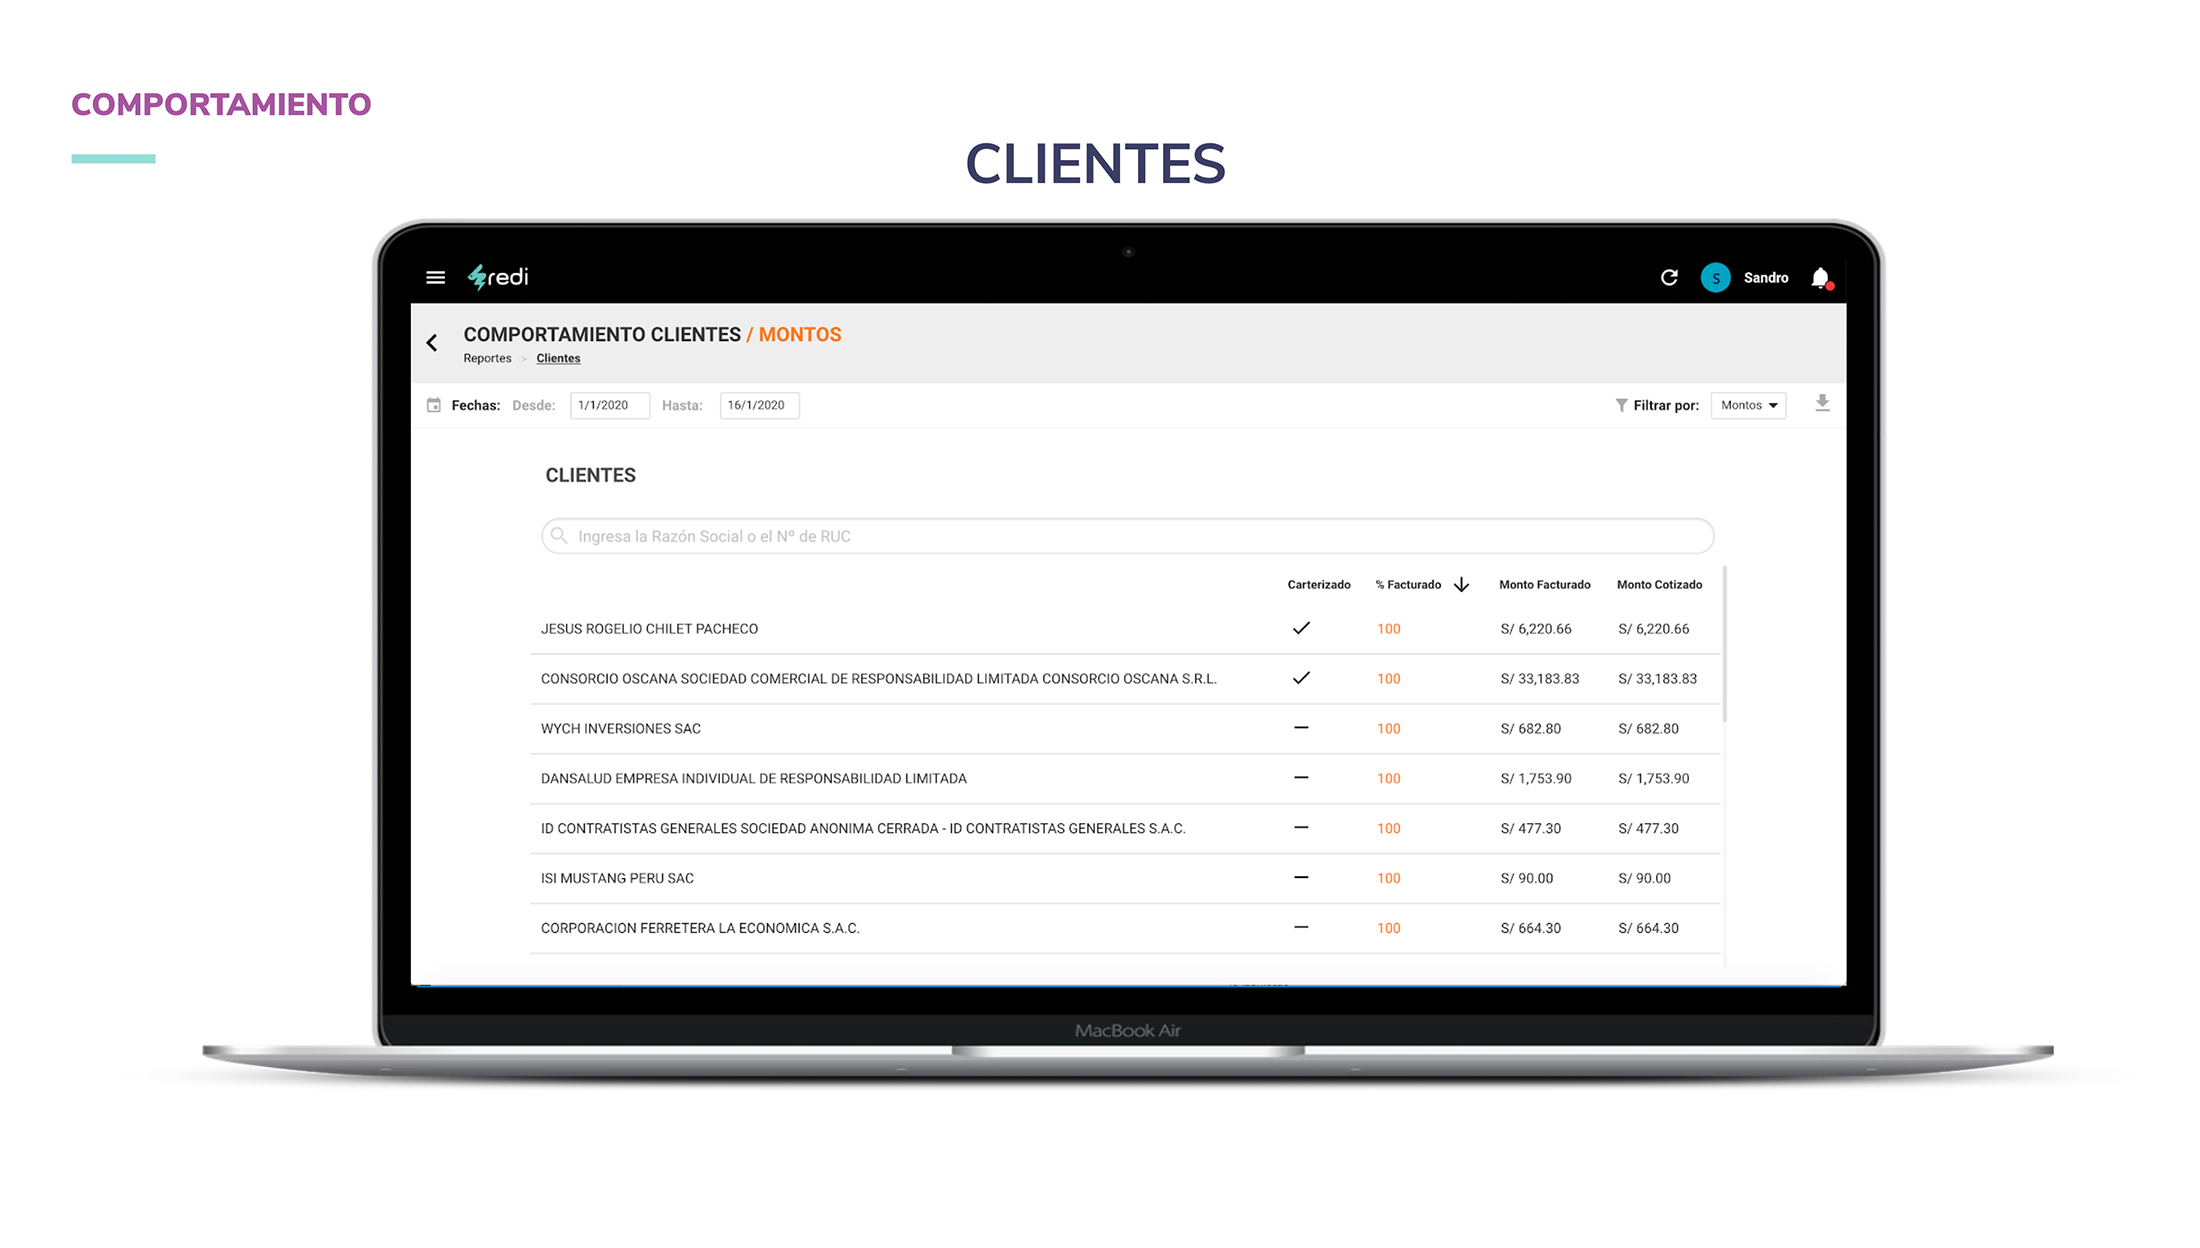 COMPORTAMIENTO
CLIENTES
redi
S Sandro
COMPORTAMIENTO CLIENTES / MONTOS
Reportes > Clientes
Fechas: Desde: 1/1/2020 Hasta: 16/1/2020 Filtrar por: Montos
CLIENTES
Ingresa la Razón Social o el Nº de RUC
Carterizado % Facturado Monto Facturado Monto Cotizado
JESUS ROGELIO CHILET PACHECO 100 S/ 6,220.66 S/ 6,220.66
CONSORCIO OSCANA SOCIEDAD COMERCIAL DE RESPONSABILIDAD LIMITADA CONSORCIO OSCANA S.R.L. 100 S/ 33,183.83 S/ 33,183.83
WYCH INVERSIONES SAC — 100 S/ 682.80 S/ 682.80
DANSALUD EMPRESA INDIVIDUAL DE RESPONSABILIDAD LIMITADA — 100 S/ 1,753.90 S/ 1,753.90
ID CONTRATISTAS GENERALES SOCIEDAD ANONIMA CERRADA - ID CONTRATISTAS GENERALES S.A.C. — 100 S/ 477.30 S/ 477.30
ISI MUSTANG PERU SAC — 100 S/ 90.00 S/ 90.00
CORPORACION FERRETERA LA ECONOMICA S.A.C. — 100 S/ 664.30 S/ 664.30
MacBook Air